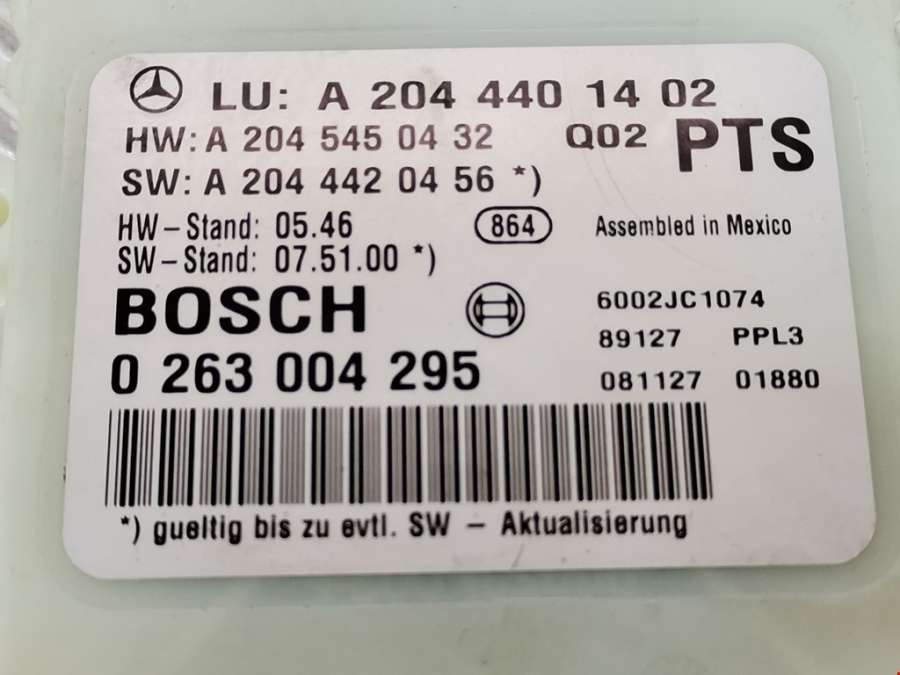 LU: A 204 440 14 02
HW: A 204 545 04 32 Q02 PTS
SW: A 204 442 04 56 *)
HW-Stand: 05.46 864 Assembled in Mexico
SW-Stand: 07.51.00 *)
BOSCH 6002JC1074
89127 PPL3
0 263 004 295 081127 01880
*) gueltig bis zu evtl. SW - Aktualisierung